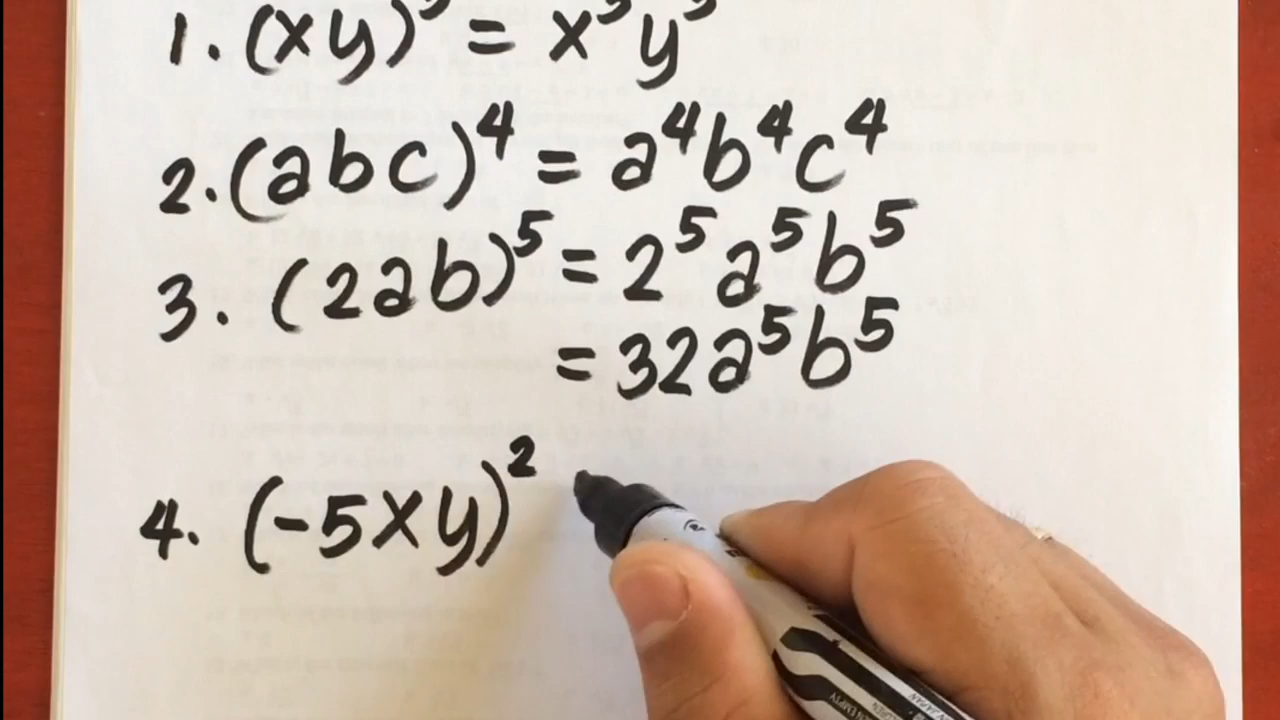 1. (xy)³ = x³y³
2. (abc)⁴ = a⁴b⁴c⁴
3. (2ab)⁵ = 2⁵a⁵b⁵
= 32a⁵b⁵
4. (-5xy)²